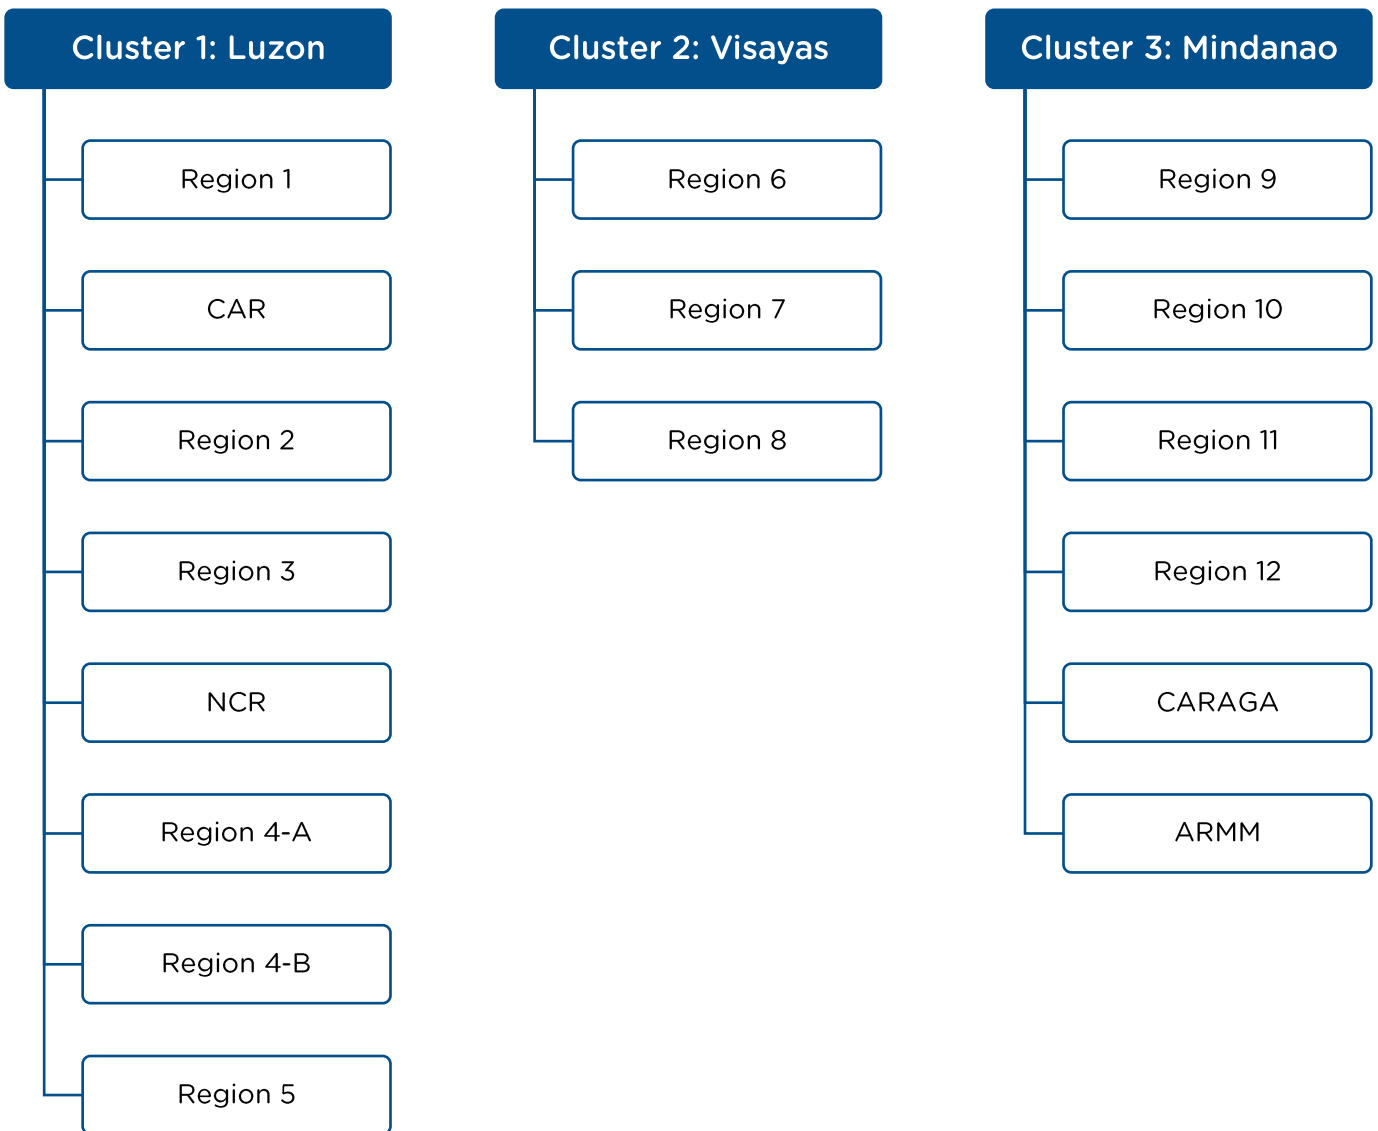 Cluster 1: Luzon
Region 1
CAR
Region 2
Region 3
NCR
Region 4-A
Region 4-B
Region 5
Cluster 2: Visayas
Region 6
Region 7
Region 8
Cluster 3: Mindanao
Region 9
Region 10
Region 11
Region 12
CARAGA
ARMM